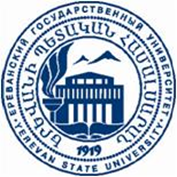 ЕРЕВАНСКИЙ ГОСУДАРСТВЕННЫЙ УНИВЕРСИТЕТ
ԵՐԵՎԱՆԻ ՊԵՏԱԿԱՆ ՀԱՄԱԼՍԱՐԱՆ
1919
YEREVAN STATE UNIVERSITY